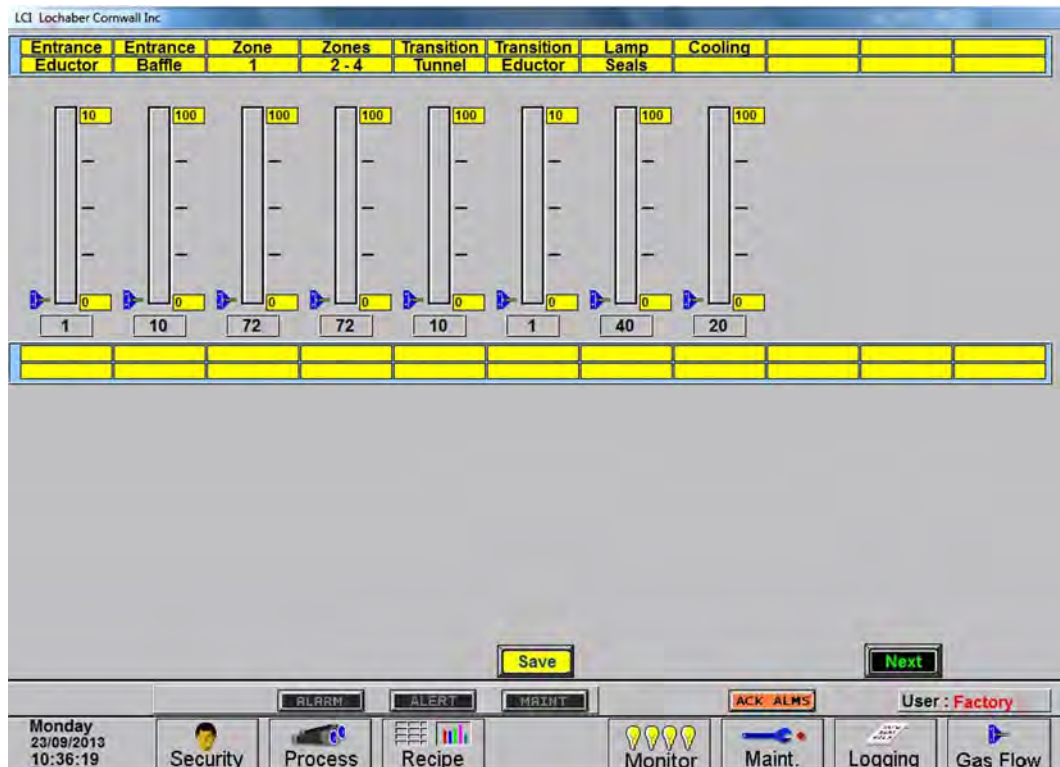 LCI Lochaber Cornwall Inc
Entrance Entrance Zone Zones Transition Transition Lamp Cooling
Eductor Baffle 1 2 - 4 Tunnel Eductor Seals
10 100 100 100 100 10 100 100
0 0 0 0 0 0 0 0
1 10 72 72 10 1 40 20
Save Next
ALARM ALERT MAINT ACK ALMS User : Factory
Monday
23/09/2013
10:36:19
Security Process Recipe Monitor Maint. Logging Gas Flow